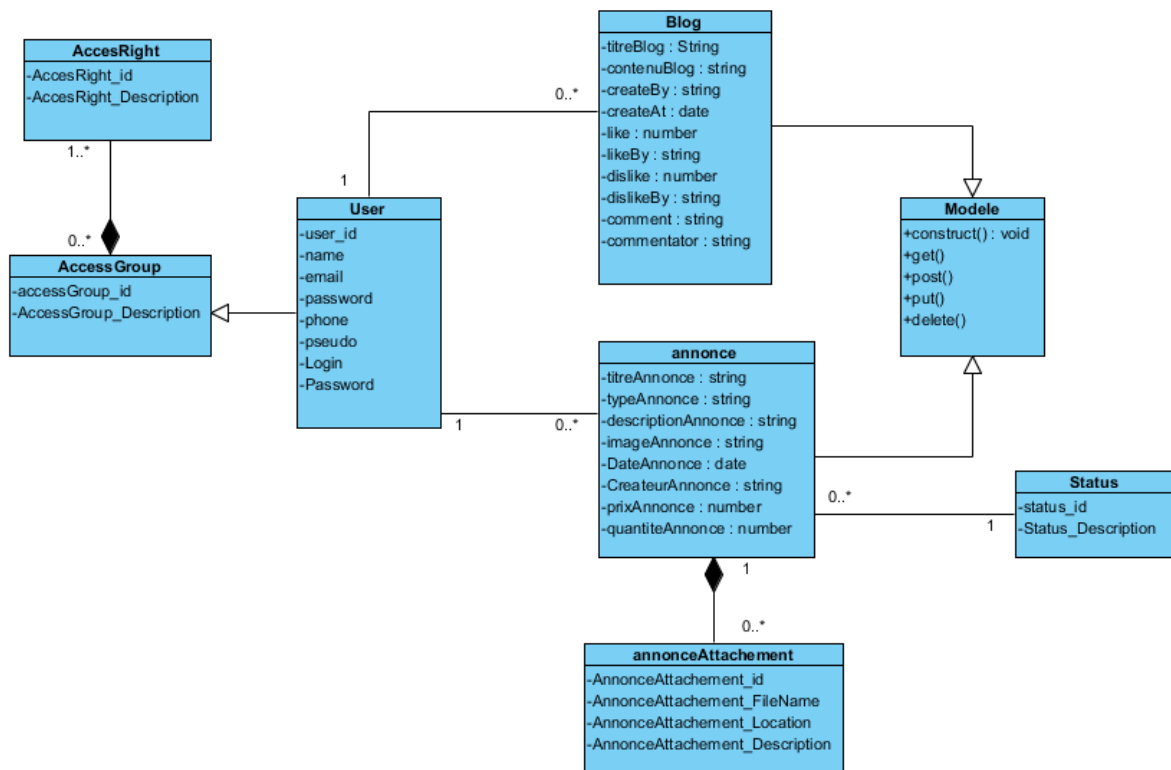 AccesRight
-AccesRight_id
-AccesRight_Description
1..*
0..*
AccessGroup
-accessGroup_id
-AccessGroup_Description
User
-user_id
-name
-email
-password
-phone
-pseudo
-Login
-Password
1
0..*
Blog
-titreBlog : String
-contenuBlog : string
-createBy : string
-createAt : date
-like : number
-likeBy : string
-dislike : number
-dislikeBy : string
-comment : string
-commentator : string
Modele
+construct() : void
+get()
+post()
+put()
+delete()
1
0..*
annonce
-titreAnnonce : string
-typeAnnonce : string
-descriptionAnnonce : string
-imageAnnonce : string
-DateAnnonce : date
-CreateurAnnonce : string
-prixAnnonce : number
-quantiteAnnonce : number
0..*
1
Status
-status_id
-Status_Description
1
0..*
annonceAttachement
-AnnonceAttachement_id
-AnnonceAttachement_FileName
-AnnonceAttachement_Location
-AnnonceAttachement_Description